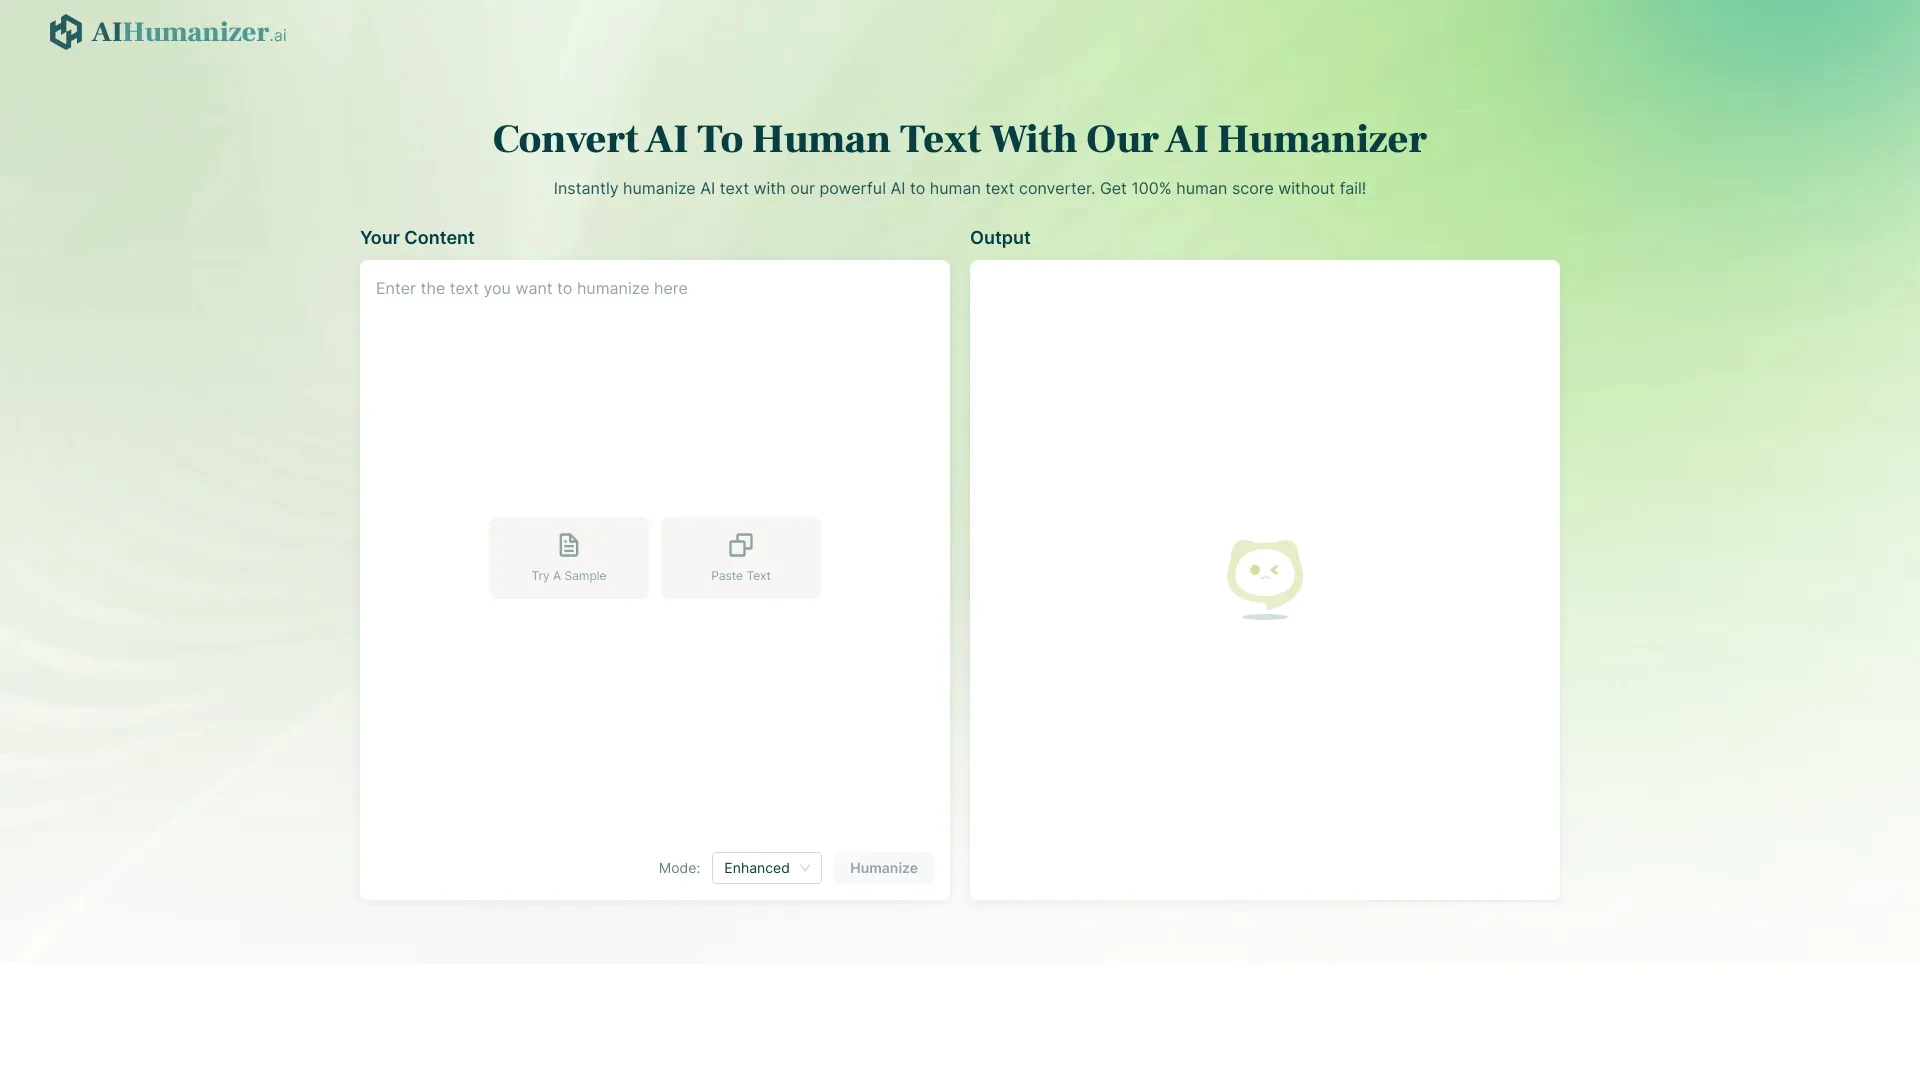 AIHumanizer.ai
Convert AI To Human Text With Our AI Humanizer
Instantly humanize AI text with our powerful AI to human text converter. Get 100% human score without fail!
Your Content
Output
Enter the text you want to humanize here
Try A Sample
Paste Text
Mode: Enhanced Humanize